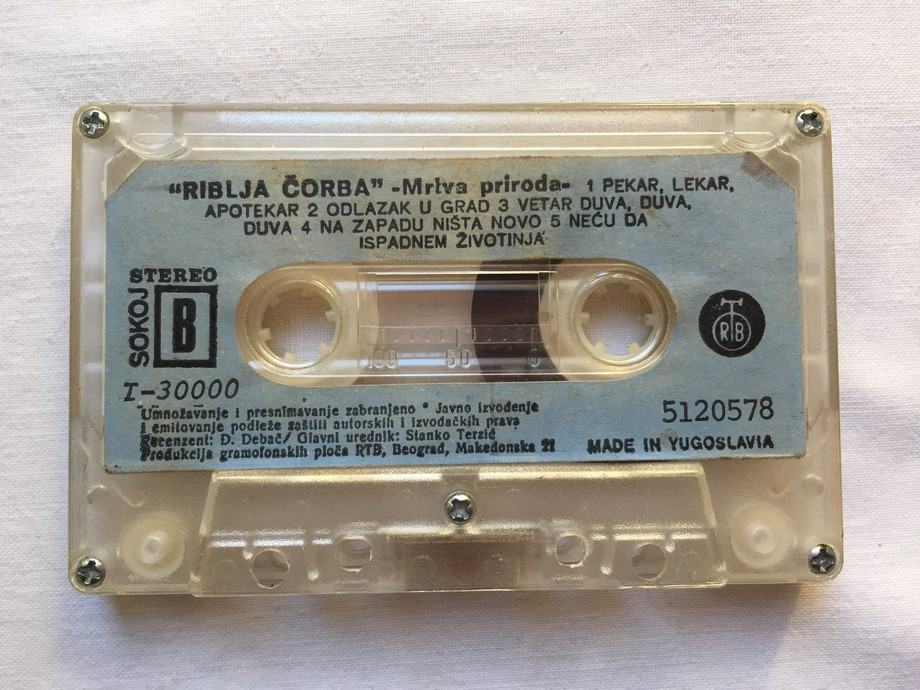 "RIBLJA ČORBA" -Mrtva priroda- 1 PEKAR, LEKAR,
APOTEKAR 2 ODLAZAK U GRAD 3 VETAR DUVA, DUVA,
DUVA 4 NA ZAPADU NIŠTA NOVO 5 NEĆU DA
ISPADNEM ŽIVOTINJA
STEREO
SOKOJ
B
RTB
100 50 0
I-30000
5120578
Umnožavanje i presnimavanje zabranjeno * Javno izvođenje
i emitovanje podleže zaštiti autorskih i izvođačkih prava
Recenzent: Đ. Debač/ Glavni urednik: Stanko Terzić
Produkcija gramofonskih ploča RTB, Beograd, Makedonska 21
MADE IN YUGOSLAVIA